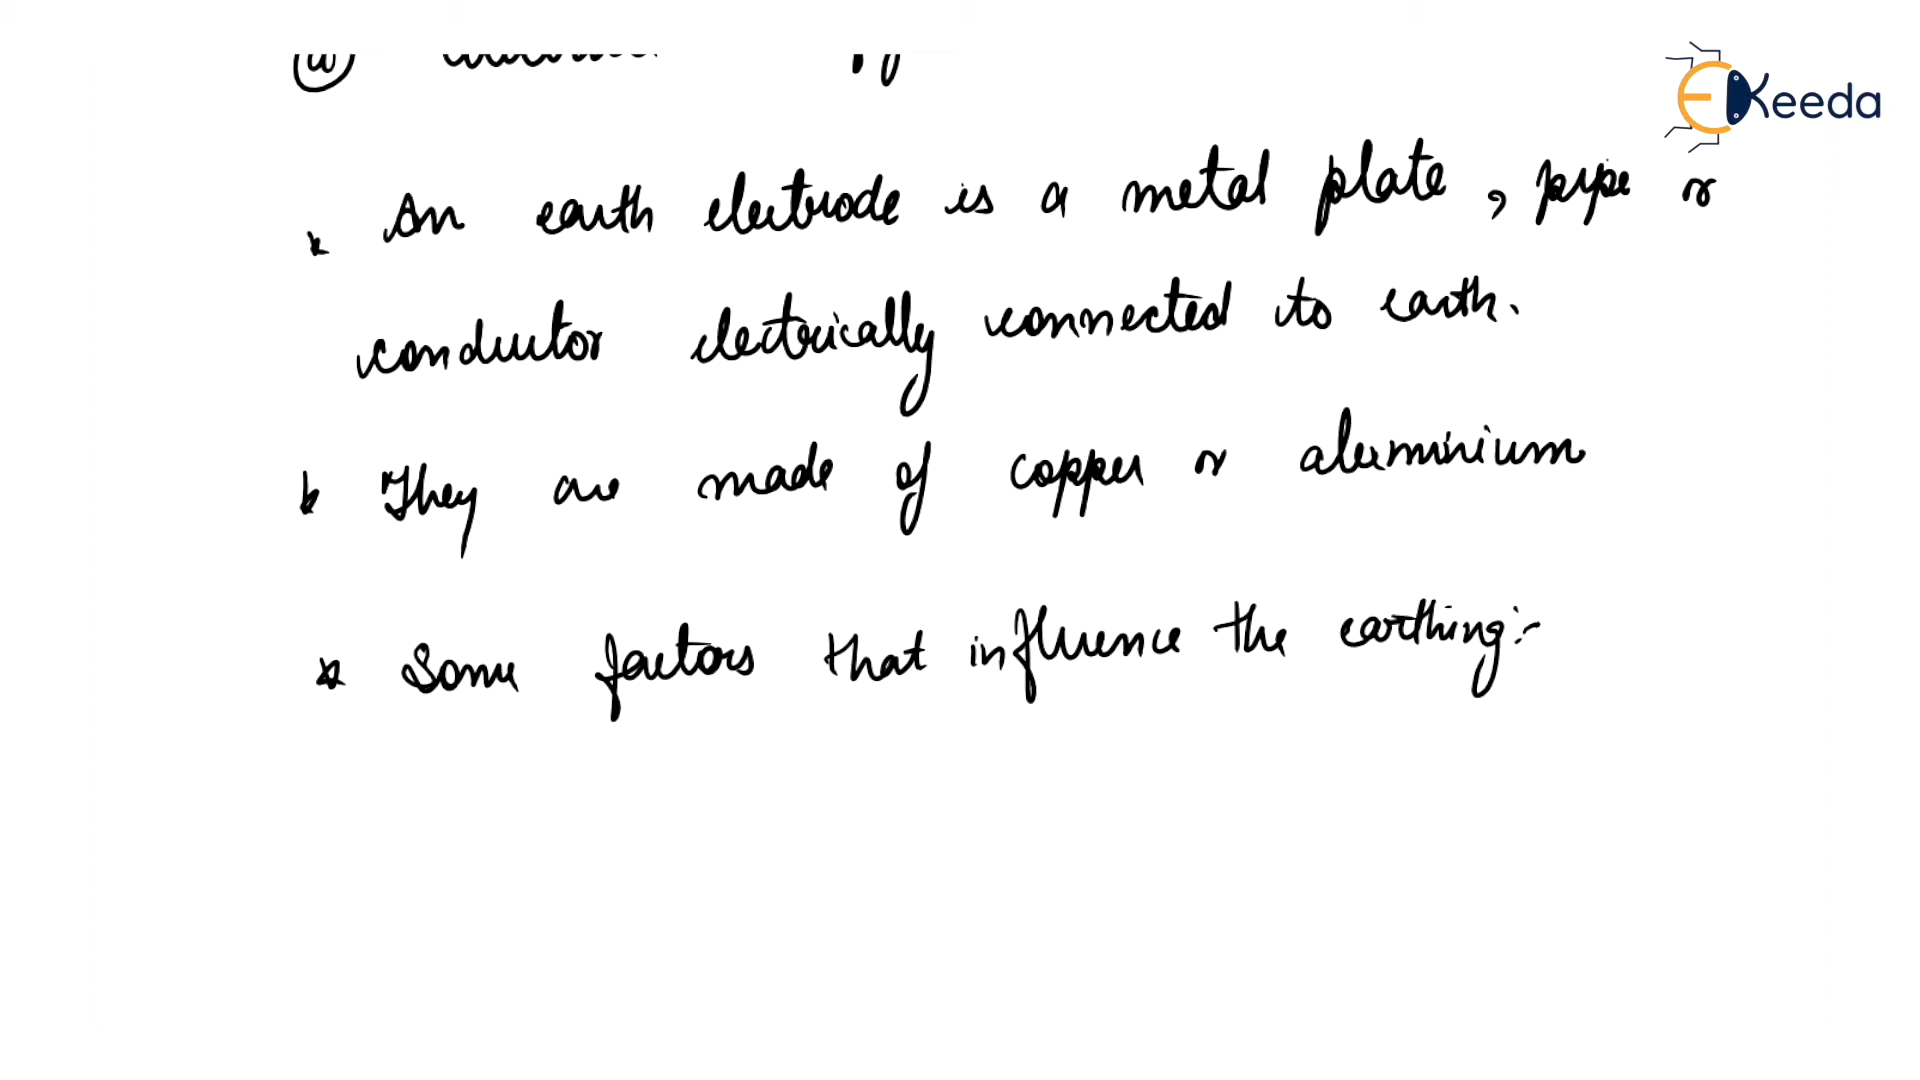 EKeeda
* An earth electrode is a metal plate, pipe or
conductor electrically connected to earth.
* They are made of copper or aluminium
* Some factors that influence the earthing:-